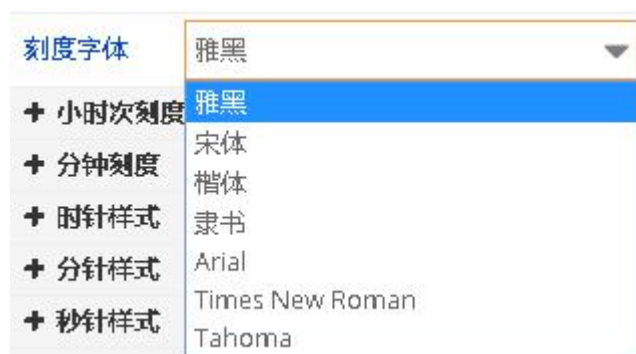 刻度字体
雅黑
雅黑
宋体
楷体
隶书
Arial
Times New Roman
Tahoma
小时次刻度
分钟刻度
时针样式
分针样式
秒针样式